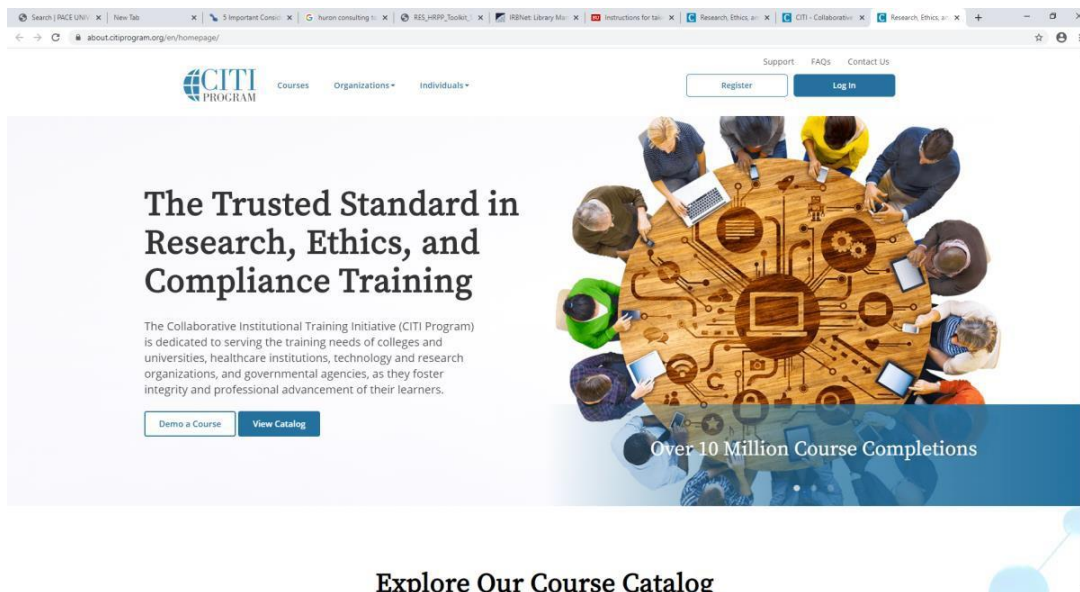 Search | PACE UNIV
New Tab
5 Important Consid
huron consulting to
RES_HRPP_Toolkit_
IRBNet: Library Man
Instructions for taki
Research, Ethics, an
CITI - Collaborative
Research, Ethics, an
about.citiprogram.org/en/homepage/
Support FAQs Contact Us
CITI
PROGRAM
Courses Organizations Individuals
Register Log In
The Trusted Standard in
Research, Ethics, and
Compliance Training
The Collaborative Institutional Training Initiative (CITI Program)
is dedicated to serving the training needs of colleges and
universities, healthcare institutions, technology and research
organizations, and governmental agencies, as they foster
integrity and professional advancement of their learners.
Demo a Course View Catalog
Over 10 Million Course Completions
Explore Our Course Catalog